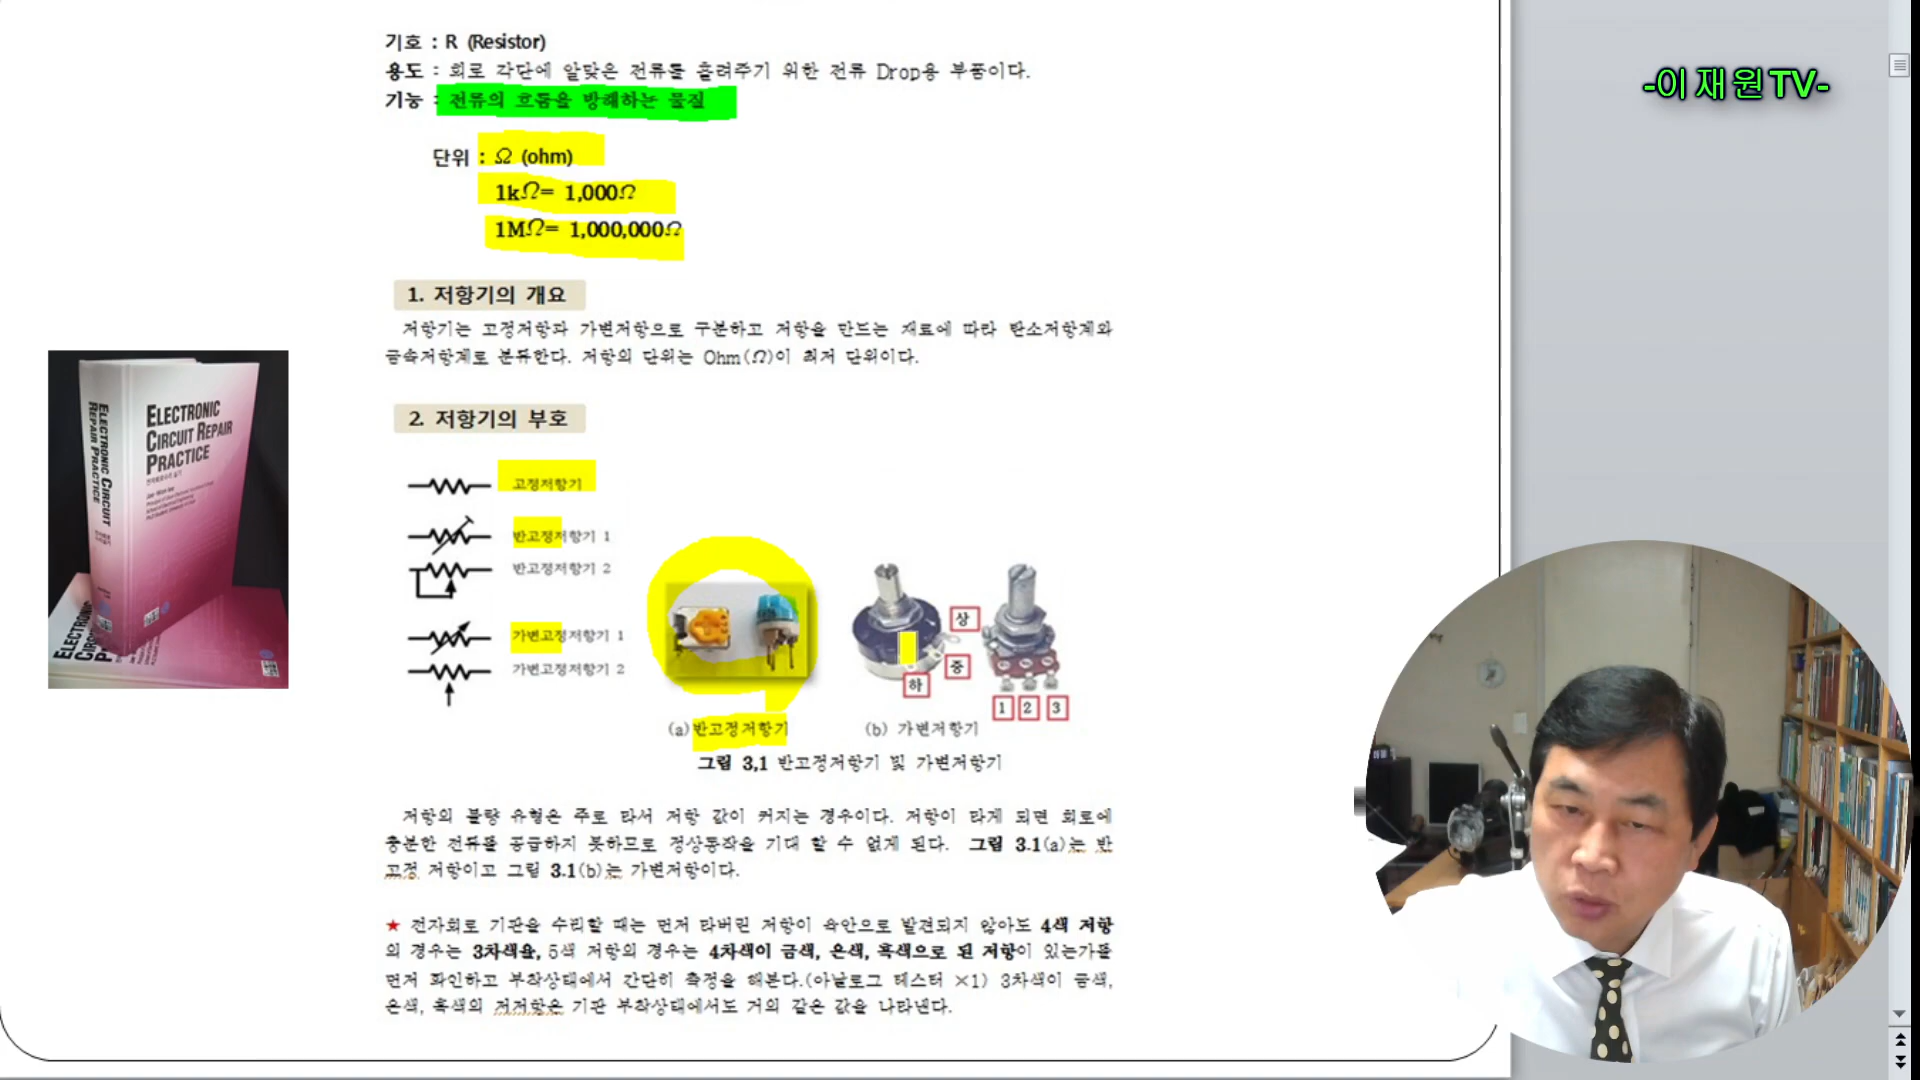 기호 : R (Resistor)
용도 : 회로 각단에 알맞은 전류를 흘려주기 위한 전류 Drop용 부품이다.
기능 : 전류의 흐름을 방해하는 물질
-이재원TV-
단위 : Ω (ohm)
1kΩ= 1,000Ω
1MΩ= 1,000,000Ω
1. 저항기의 개요
저항기는 고정저항과 가변저항으로 구분하고 저항을 만드는 재료에 따라 탄소저항계와
금속저항계로 분류한다. 저항의 단위는 Ohm(Ω)이 최저 단위이다.
2. 저항기의 부호
ELECTRONIC
CIRCUIT REPAIR
PRACTICE
ELECTRONIC CIRCUIT
REPAIR PRACTICE
고정저항기
반고정저항기 1
반고정저항기 2
가변고정저항기 1
가변고정저항기 2
상
중
하
1 2 3
(a)반고정저항기
(b) 가변저항기
그림 3.1 반고정저항기 및 가변저항기
저항의 불량 유형은 주로 타서 저항 값이 커지는 경우이다. 저항이 타게 되면 회로에
충분한 전류를 공급하지 못하므로 정상동작을 기대 할 수 없게 된다. 그림 3.1(a)는 반
고정 저항이고 그림 3.1(b)는 가변저항이다.
★ 전자회로 기판을 수리할 때는 먼저 타버린 저항이 육안으로 발견되지 않아도 4색 저항
의 경우는 3차색율, 5색 저항의 경우는 4차색이 금색, 은색, 흑색으로 된 저항이 있는가를
먼저 확인하고 부착상태에서 간단히 측정을 해본다.(아날로그 테스터 ×1) 3차색이 금색,
은색, 흑색의 저저항은 기판 부착상태에서도 거의 같은 값을 나타낸다.